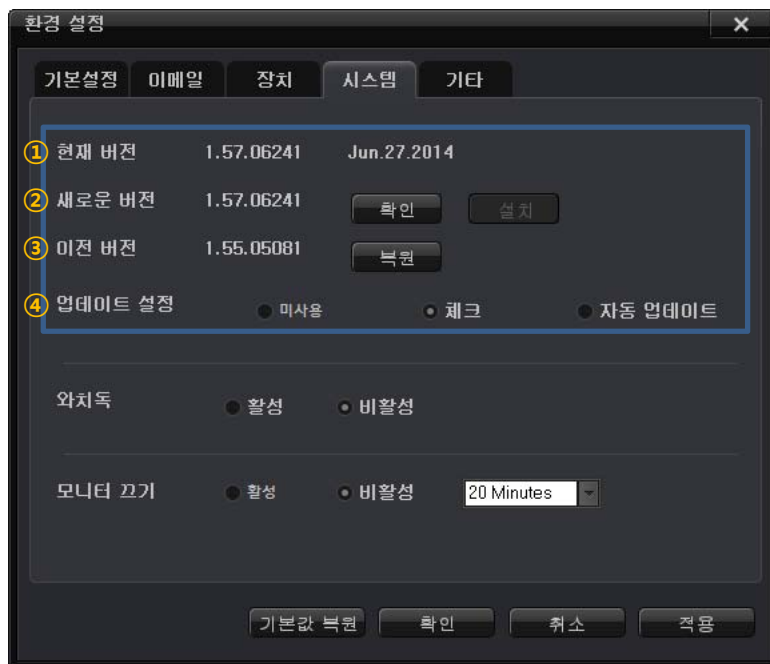 환경 설정
기본설정 이메일 장치 시스템 기타
① 현재 버전 1.57.06241 Jun.27.2014
② 새로운 버전 1.57.06241 확인 설치
③ 이전 버전 1.55.05081 복원
④ 업데이트 설정 미사용 체크 자동 업데이트
와치독 활성 비활성
모니터 끄기 활성 비활성 20 Minutes
기본값 복원 확인 취소 적용